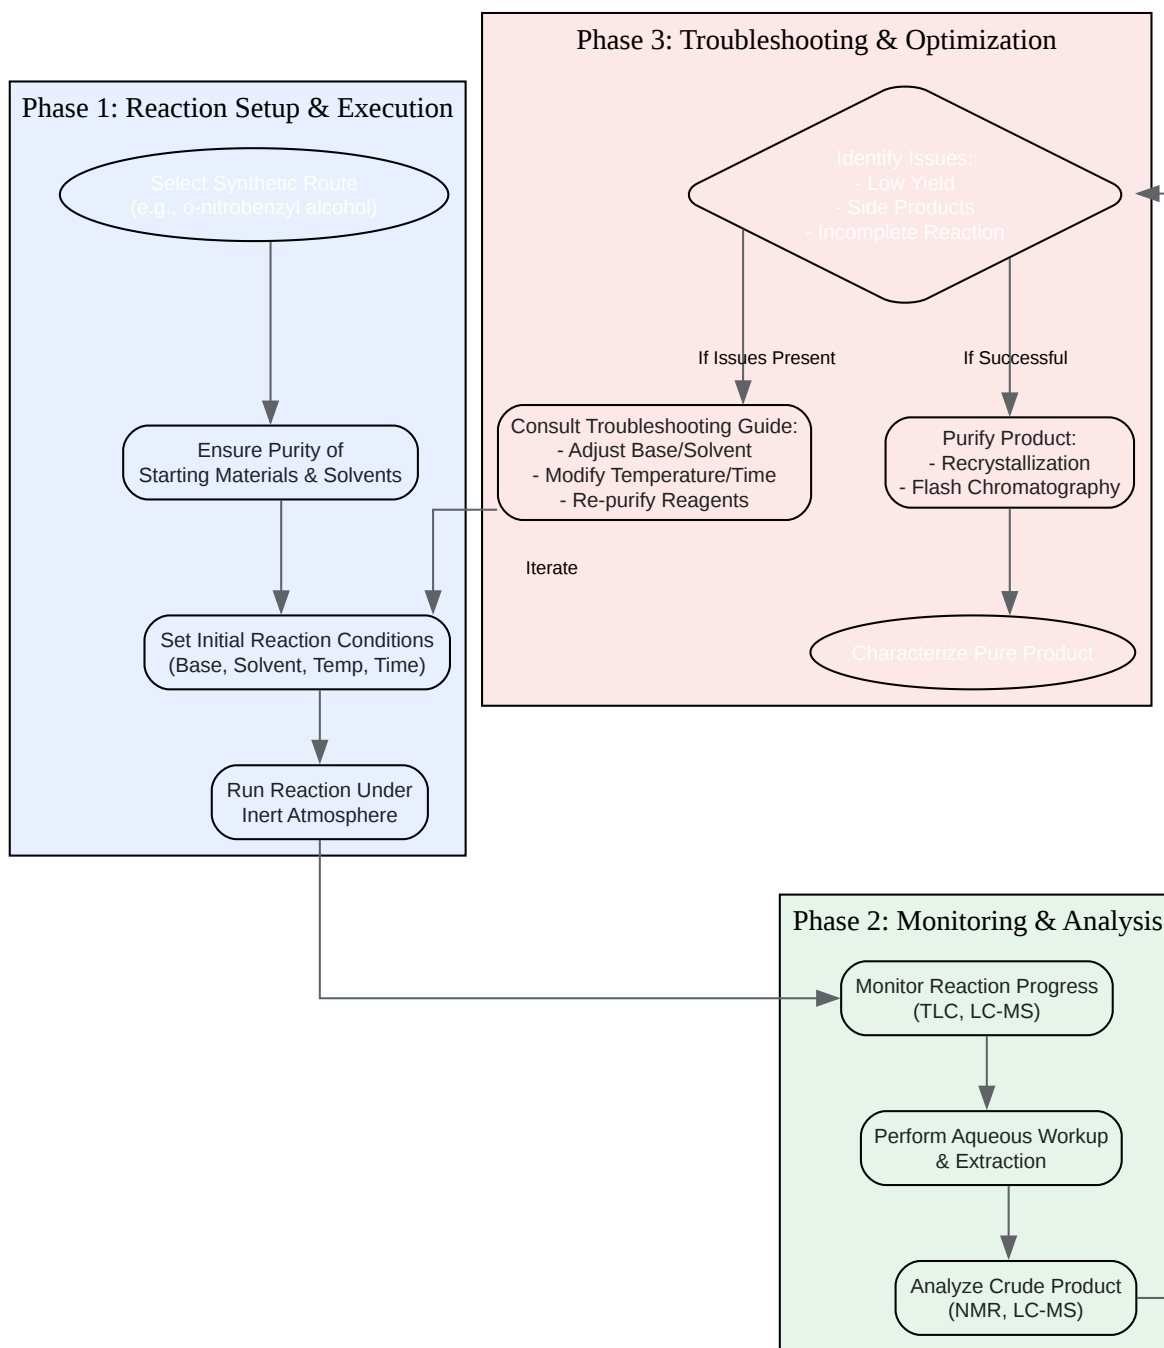 Phase 1: Reaction Setup & Execution
Select Synthetic Route
(e.g., o-nitrobenzyl alcohol)
Ensure Purity of
Starting Materials & Solvents
Set Initial Reaction Conditions
(Base, Solvent, Temp, Time)
Run Reaction Under
Inert Atmosphere
Phase 3: Troubleshooting & Optimization
Identify Issues:
- Low Yield
- Side Products
- Incomplete Reaction
If Issues Present
If Successful
Consult Troubleshooting Guide:
- Adjust Base/Solvent
- Modify Temperature/Time
- Re-purify Reagents
Purify Product:
- Recrystallization
- Flash Chromatography
Iterate
Characterize Pure Product
Phase 2: Monitoring & Analysis
Monitor Reaction Progress
(TLC, LC-MS)
Perform Aqueous Workup
& Extraction
Analyze Crude Product
(NMR, LC-MS)